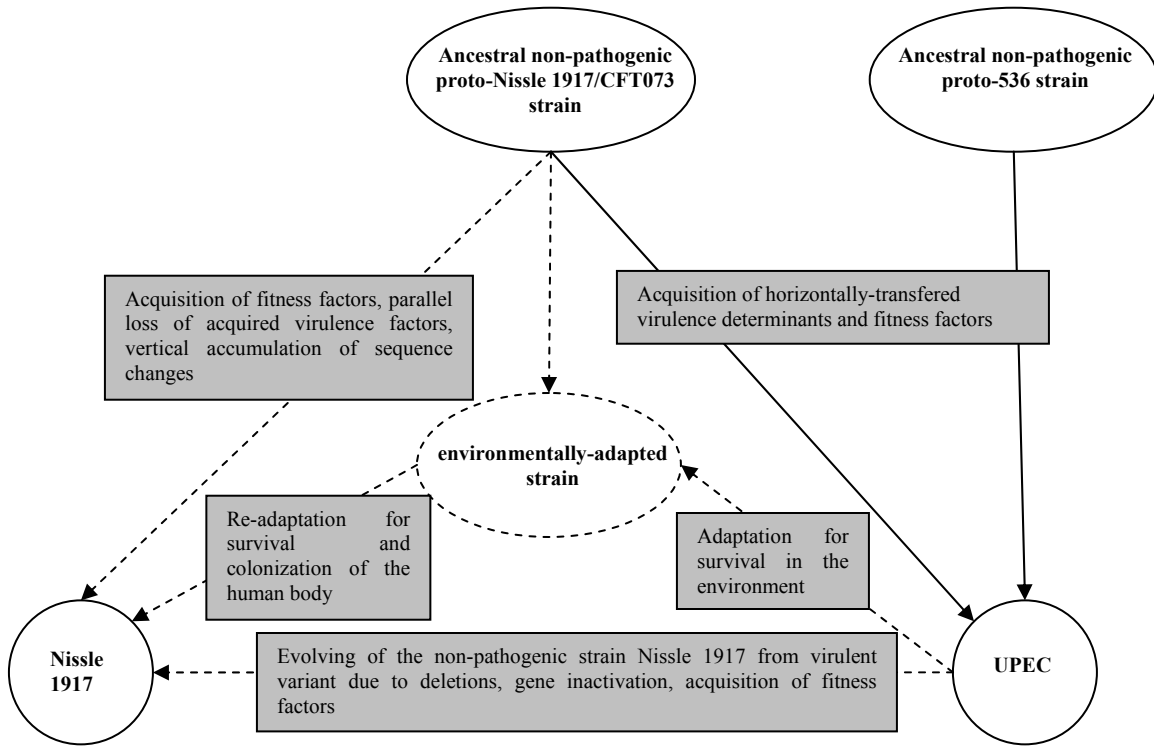 Ancestral non-pathogenic
proto-Nissle 1917/CFT073
strain
Ancestral non-pathogenic
proto-536 strain
Acquisition of fitness factors, parallel
loss of acquired virulence factors,
vertical accumulation of sequence
changes
Acquisition of horizontally-transfered
virulence determinants and fitness factors
environmentally-adapted
strain
Re-adaptation for
survival and
colonization of the
human body
Adaptation for
survival in the
environment
Nissle
1917
Evolving of the non-pathogenic strain Nissle 1917 from virulent
variant due to deletions, gene inactivation, acquisition of fitness
factors
UPEC